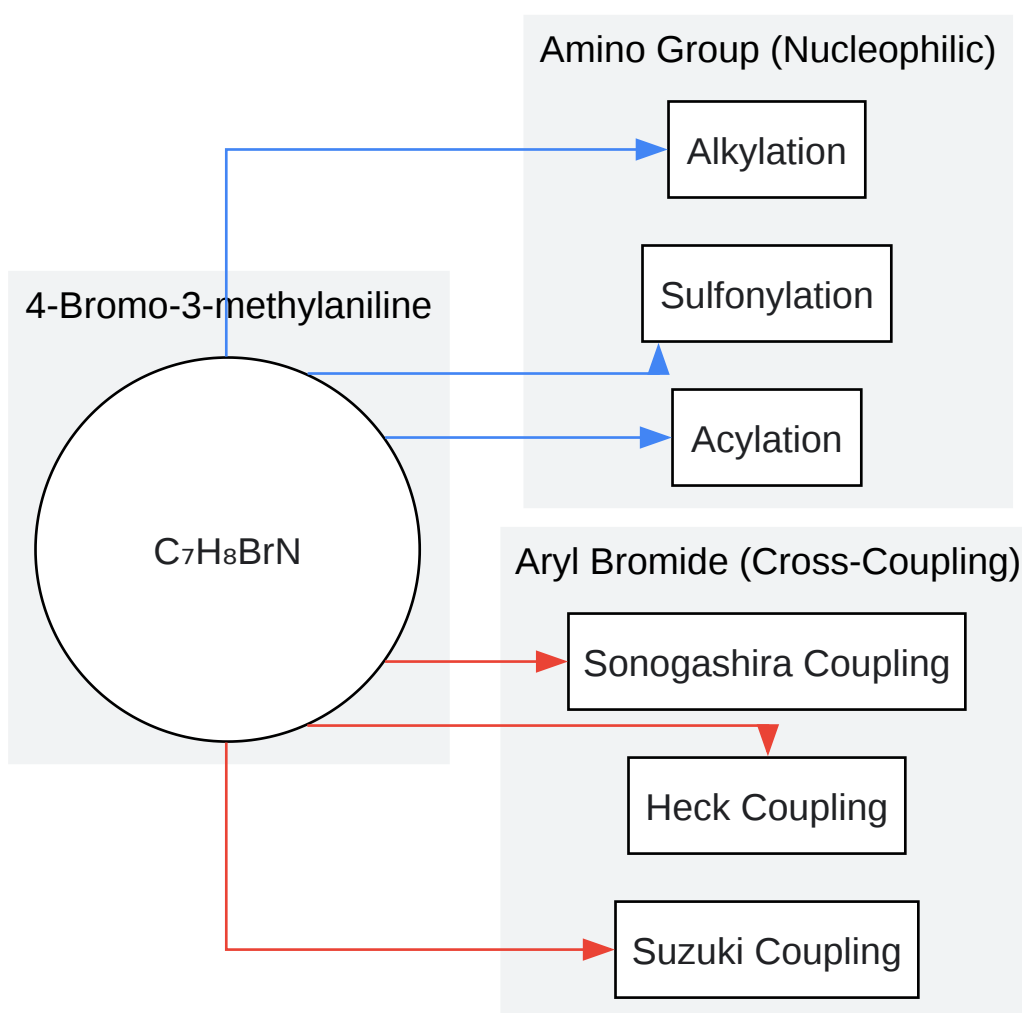 Amino Group (Nucleophilic)
Alkylation
Sulfonylation
Acylation
4-Bromo-3-methylaniline
C₇H₈BrN
Aryl Bromide (Cross-Coupling)
Sonogashira Coupling
Heck Coupling
Suzuki Coupling